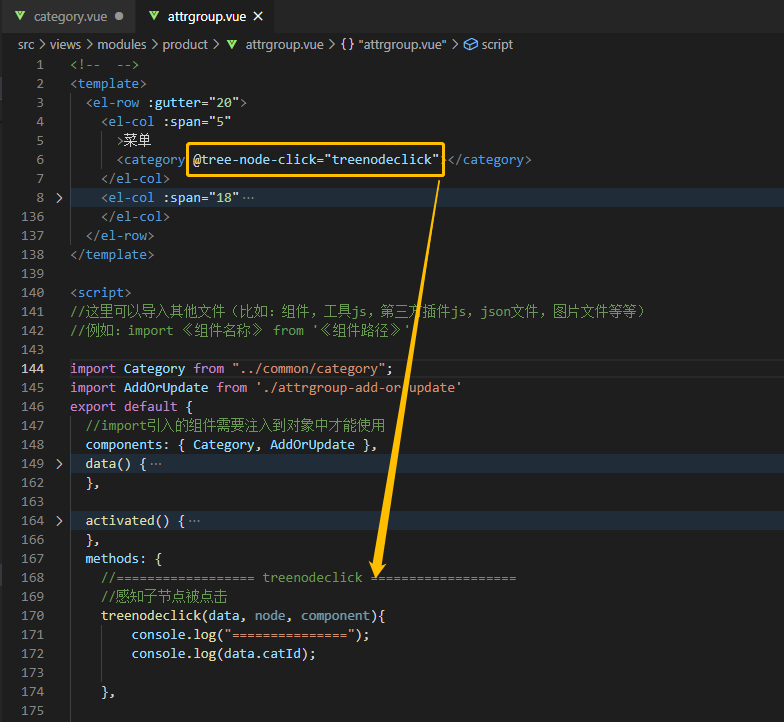 category.vue
attrgroup.vue
src > views > modules > product > attrgroup.vue > {} "attrgroup.vue" > script
1 <!--  -->
2 <template>
3 <el-row :gutter="20">
4 <el-col :span="5"
5 >菜单
6 <category @tree-node-click="treenodeclick"></category>
7 </el-col>
8 <el-col :span="18"…
136 </el-col>
137 </el-row>
138 </template>
139
140 <script>
141 //这里可以导入其他文件（比如：组件，工具js，第三方插件js，json文件，图片文件等等）
142 //例如：import 《组件名称》 from '《组件路径》'
143
144 import Category from "../common/category";
145 import AddOrUpdate from './attrgroup-add-or-update'
146 export default {
147 //import引入的组件需要注入到对象中才能使用
148 components: { Category, AddOrUpdate },
149 data() {…
162 },
163
164 activated() {…
166 },
167 methods: {
168 //================== treenodeclick ===================
169 //感知子节点被点击
170 treenodeclick(data, node, component){
171 console.log("===============");
172 console.log(data.catId);
173
174 },
175